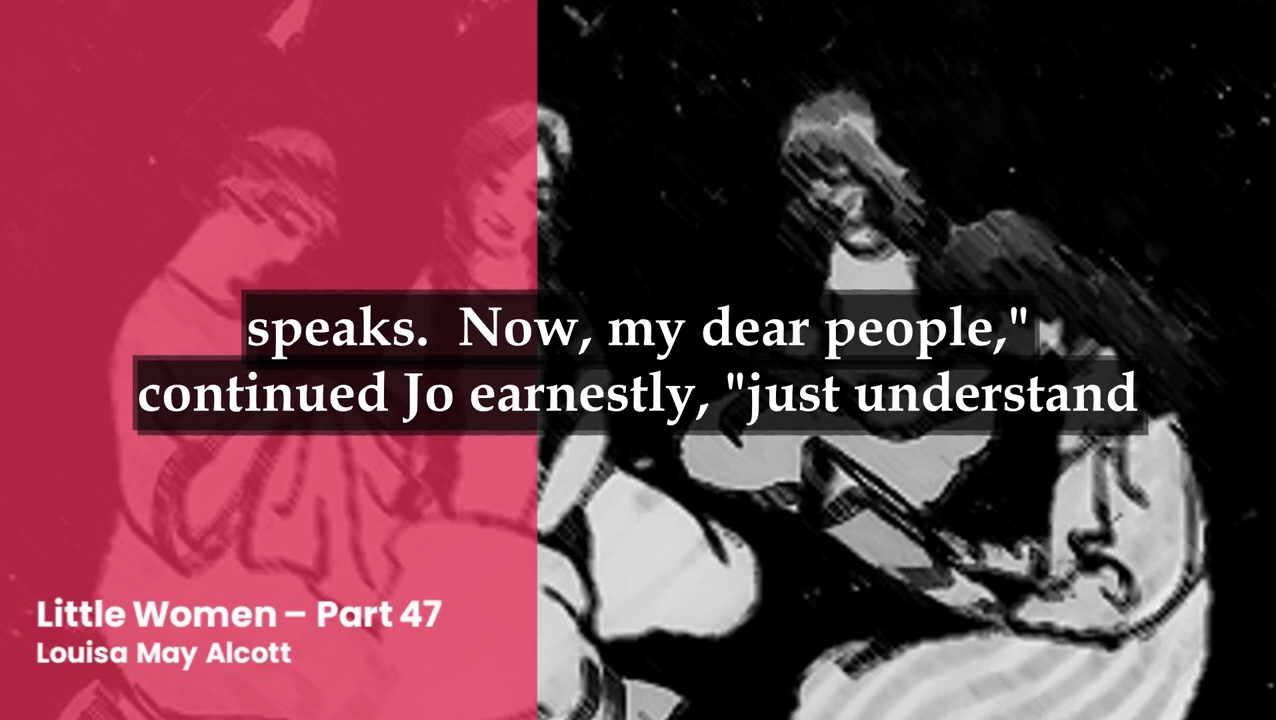 speaks.  Now, my dear people,"
continued Jo earnestly, "just understand
Little Women – Part 47
Louisa May Alcott